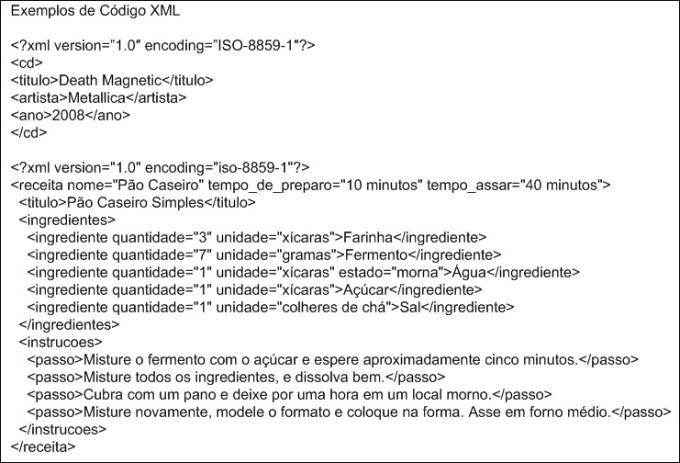 Exemplos de Código XML
<?xml version="1.0″ encoding="ISO-8859-1″?>
<cd>
<titulo>Death Magnetic</titulo>
<artista>Metallica</artista>
<ano>2008</ano>
</cd>
<?xml version="1.0" encoding="iso-8859-1"?>
<receita nome="Pão Caseiro" tempo_de_preparo="10 minutos" tempo_assar="40 minutos">
<titulo>Pão Caseiro Simples</titulo>
<ingredientes>
<ingrediente quantidade="3" unidade="xícaras">Farinha</ingrediente>
<ingrediente quantidade="7" unidade="gramas">Fermento</ingrediente>
<ingrediente quantidade="1" unidade="xícaras" estado="morna">Água</ingrediente>
<ingrediente quantidade="1" unidade="xícaras">Açúcar</ingrediente>
<ingrediente quantidade="1" unidade="colheres de chá">Sal</ingrediente>
</ingredientes>
<instrucoes>
<passo>Misture o fermento com o açúcar e espere aproximadamente cinco minutos.</passo>
<passo>Misture todos os ingredientes, e dissolva bem.</passo>
<passo>Cubra com um pano e deixe por uma hora em um local morno.</passo>
<passo>Misture novamente, modele o formato e coloque na forma. Asse em forno médio.</passo>
</instrucoes>
</receita>